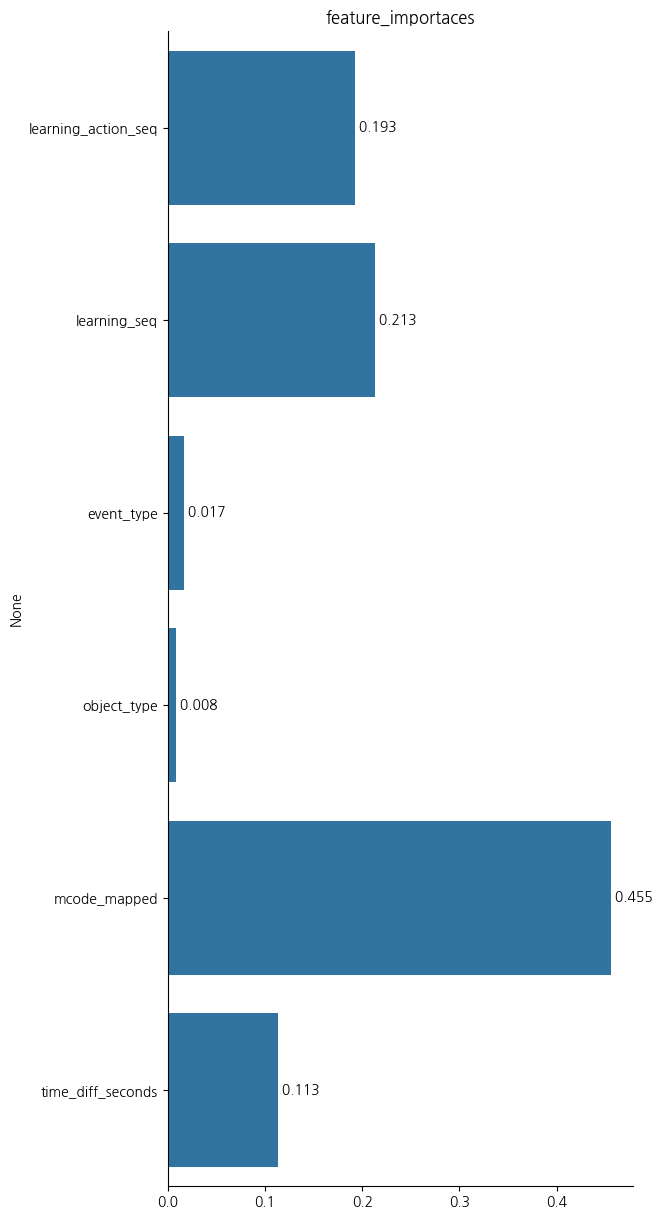 feature_importaces
learning_action_seq
0.193
learning_seq
0.213
event_type
0.017
None
object_type
0.008
mcode_mapped
0.455
time_diff_seconds
0.113
0.0 0.1 0.2 0.3 0.4